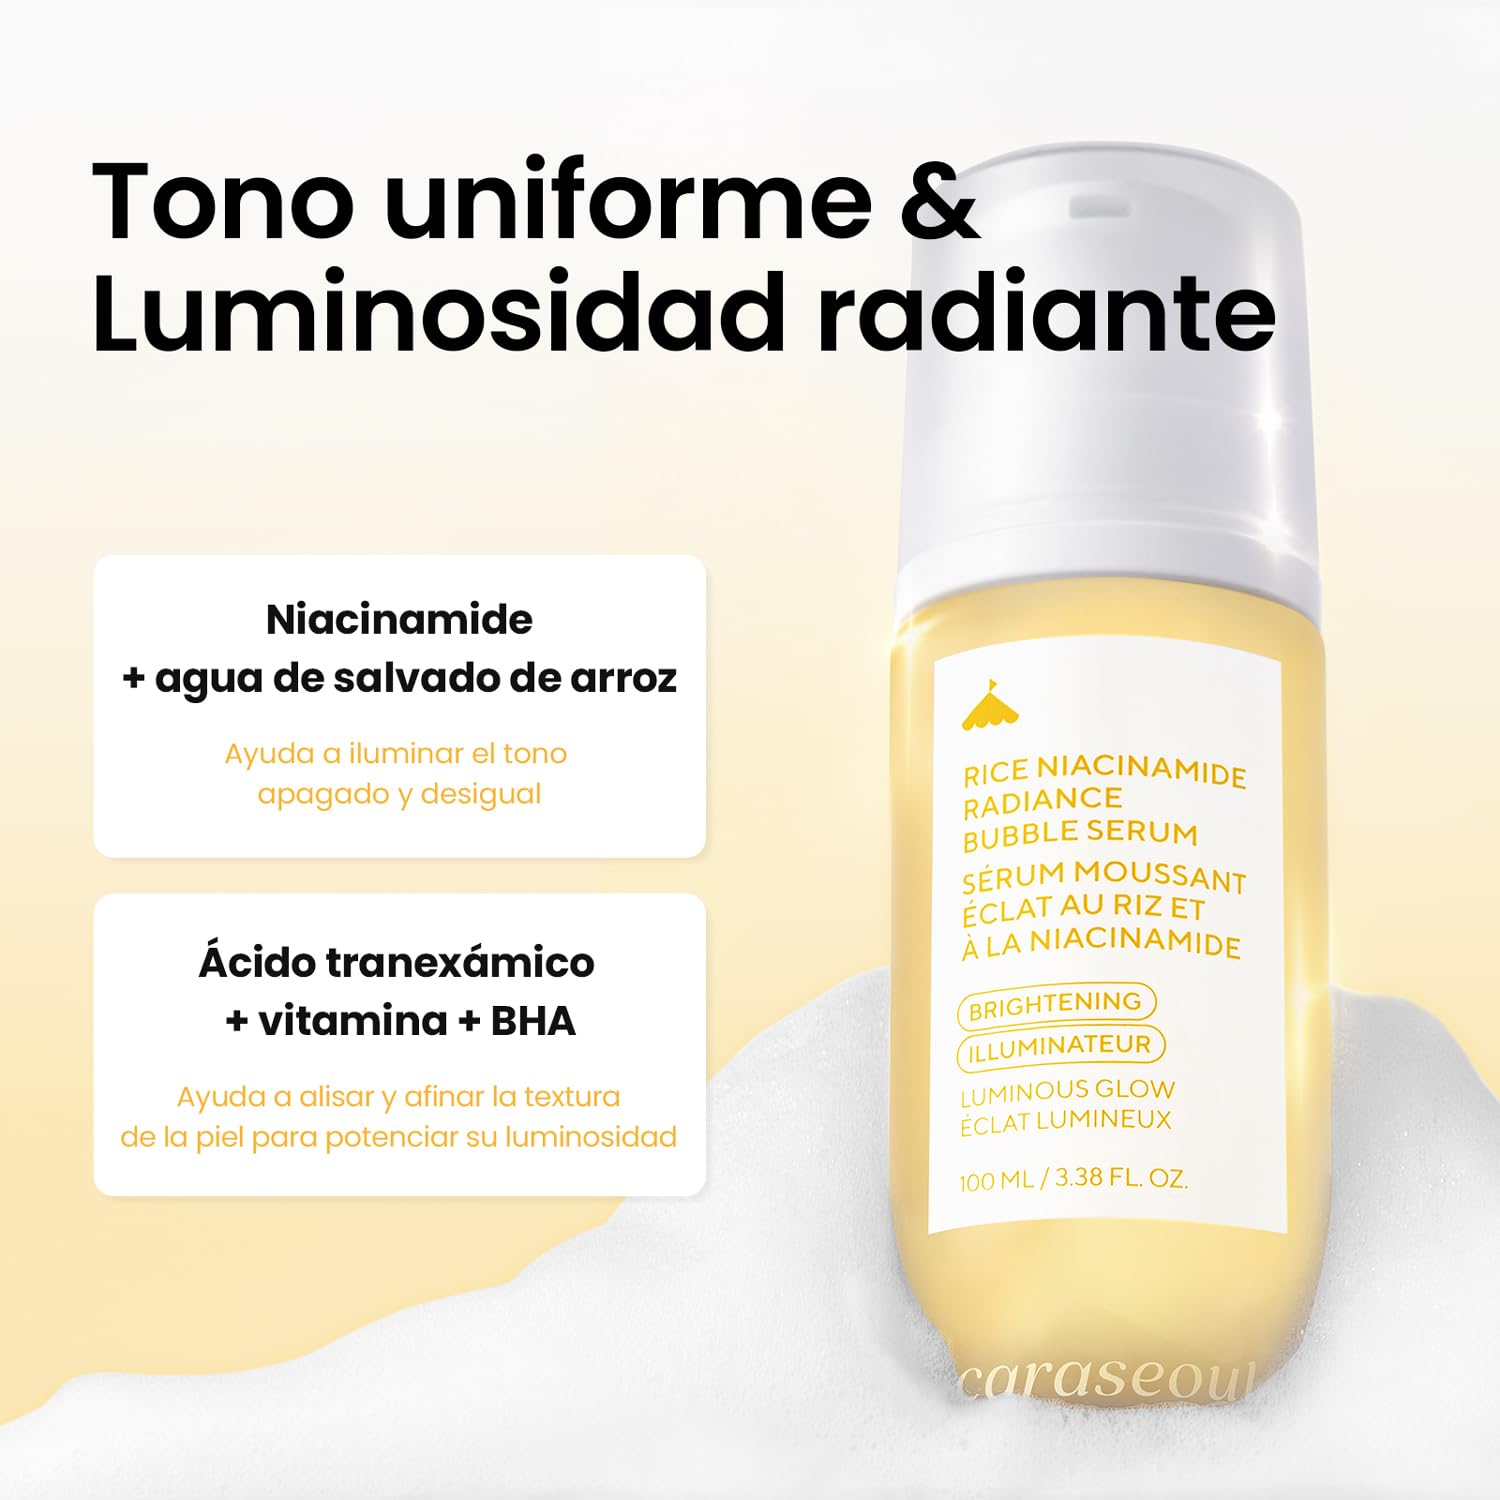 Tono uniforme &
Luminosidad radiante
Niacinamide
+ agua de salvado de arroz
Ayuda a iluminar el tono
apagado y desigual
Ácido tranexámico
+ vitamina + BHA
Ayuda a alisar y afinar la textura
de la piel para potenciar su luminosidad
RICE NIACINAMIDE
RADIANCE
BUBBLE SERUM
SÉRUM MOUSSANT
ÉCLAT AU RIZ ET
À LA NIACINAMIDE
BRIGHTENING
ILLUMINATEUR
LUMINOUS GLOW
ÉCLAT LUMINEUX
100 ML / 3.38 FL. OZ.
caraseoul